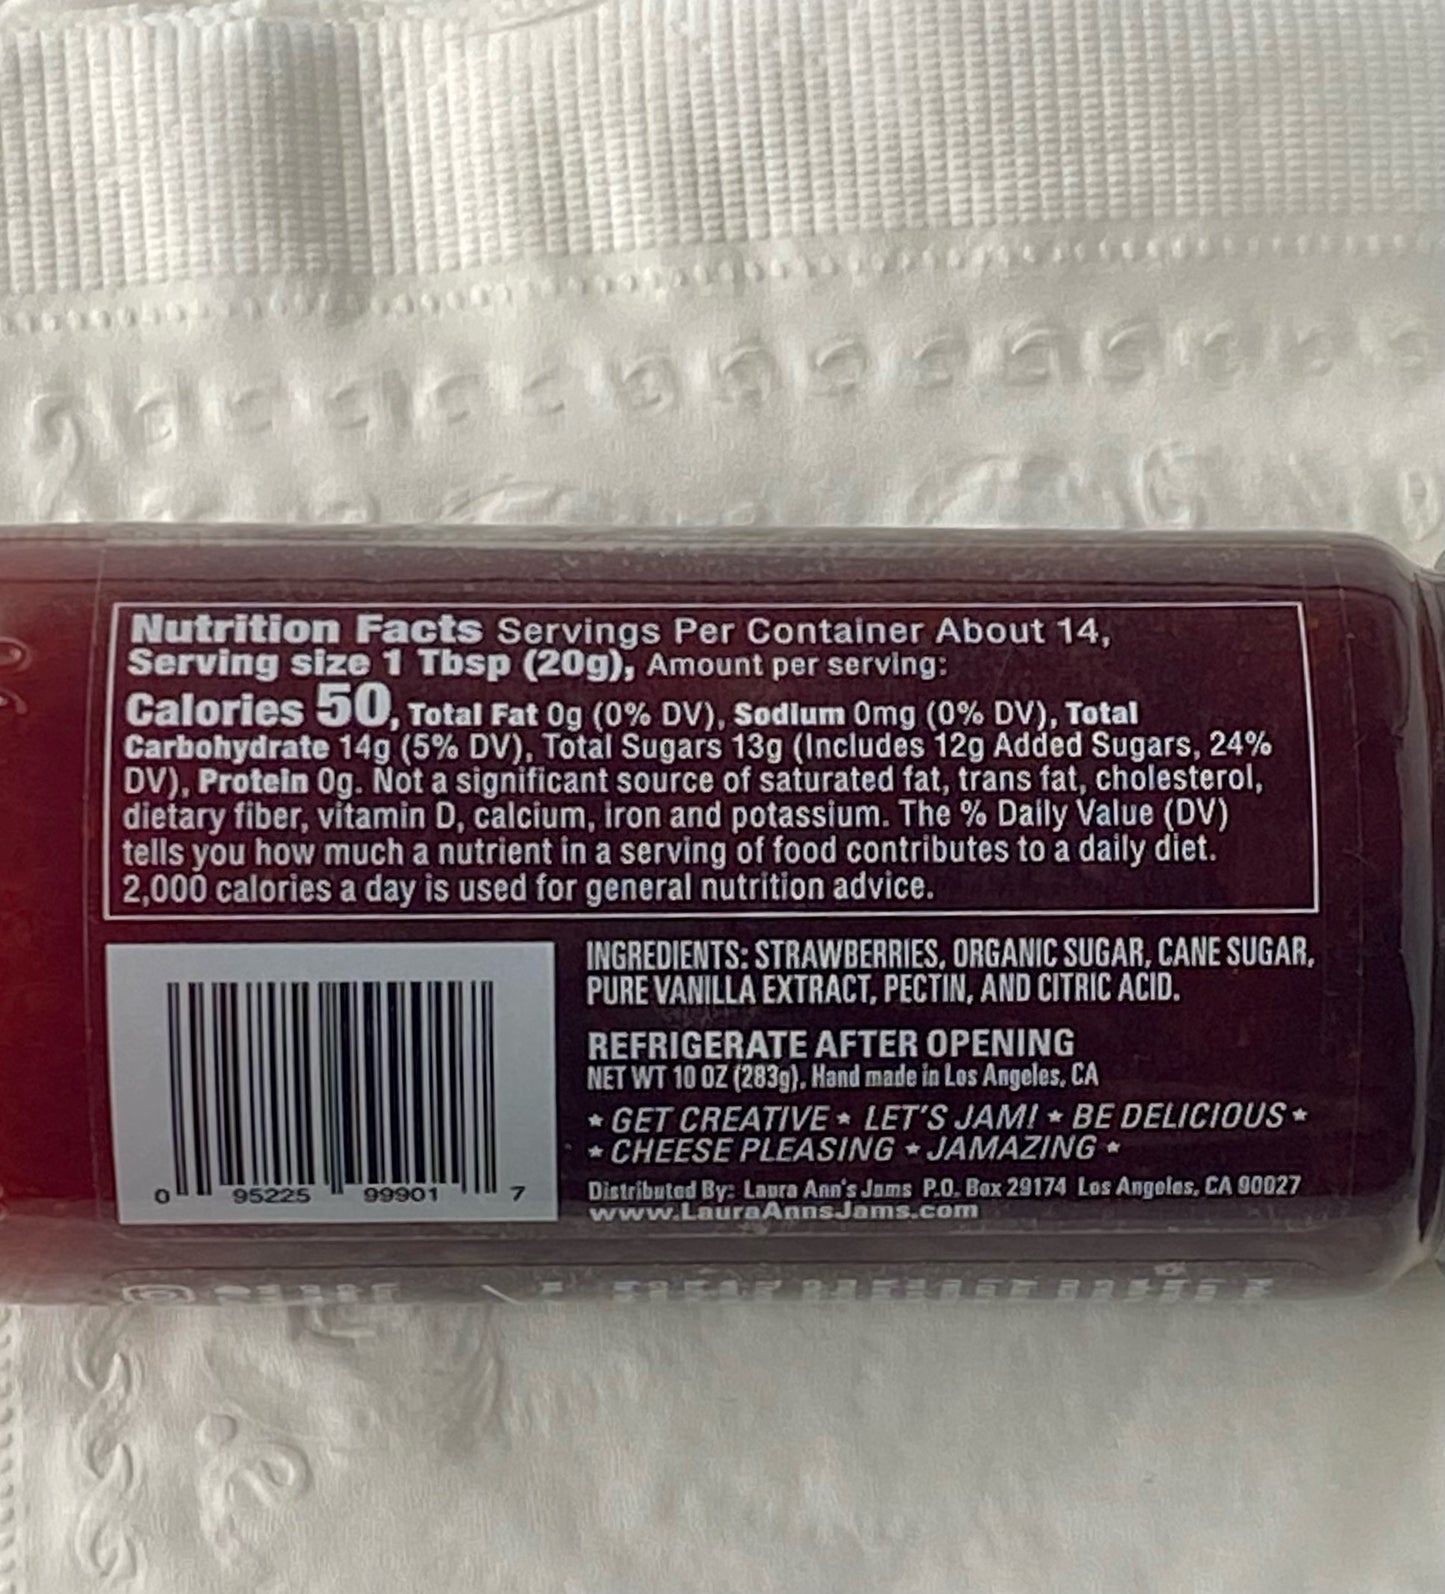 Nutrition Facts Servings Per Container About 14,
Serving size 1 Tbsp (20g), Amount per serving:
Calories 50, Total Fat 0g (0% DV), Sodium 0mg (0% DV), Total
Carbohydrate 14g (5% DV), Total Sugars 13g (Includes 12g Added Sugars, 24%
DV), Protein 0g. Not a significant source of saturated fat, trans fat, cholesterol,
dietary fiber, vitamin D, calcium, iron and potassium. The % Daily Value (DV)
tells you how much a nutrient in a serving of food contributes to a daily diet.
2,000 calories a day is used for general nutrition advice.
INGREDIENTS: STRAWBERRIES, ORGANIC SUGAR, CANE SUGAR,
PURE VANILLA EXTRACT, PECTIN, AND CITRIC ACID.
REFRIGERATE AFTER OPENING
NET WT 10 OZ (283g), Hand made in Los Angeles, CA
★ GET CREATIVE ★ LET'S JAM! ★ BE DELICIOUS ★
★ CHEESE PLEASING ★ JAMAZING ★
Distributed By: Laura Ann's Jams P.O. Box 29174 Los Angeles, CA 90027
www.LauraAnnsJams.com
0 95225 99901 7